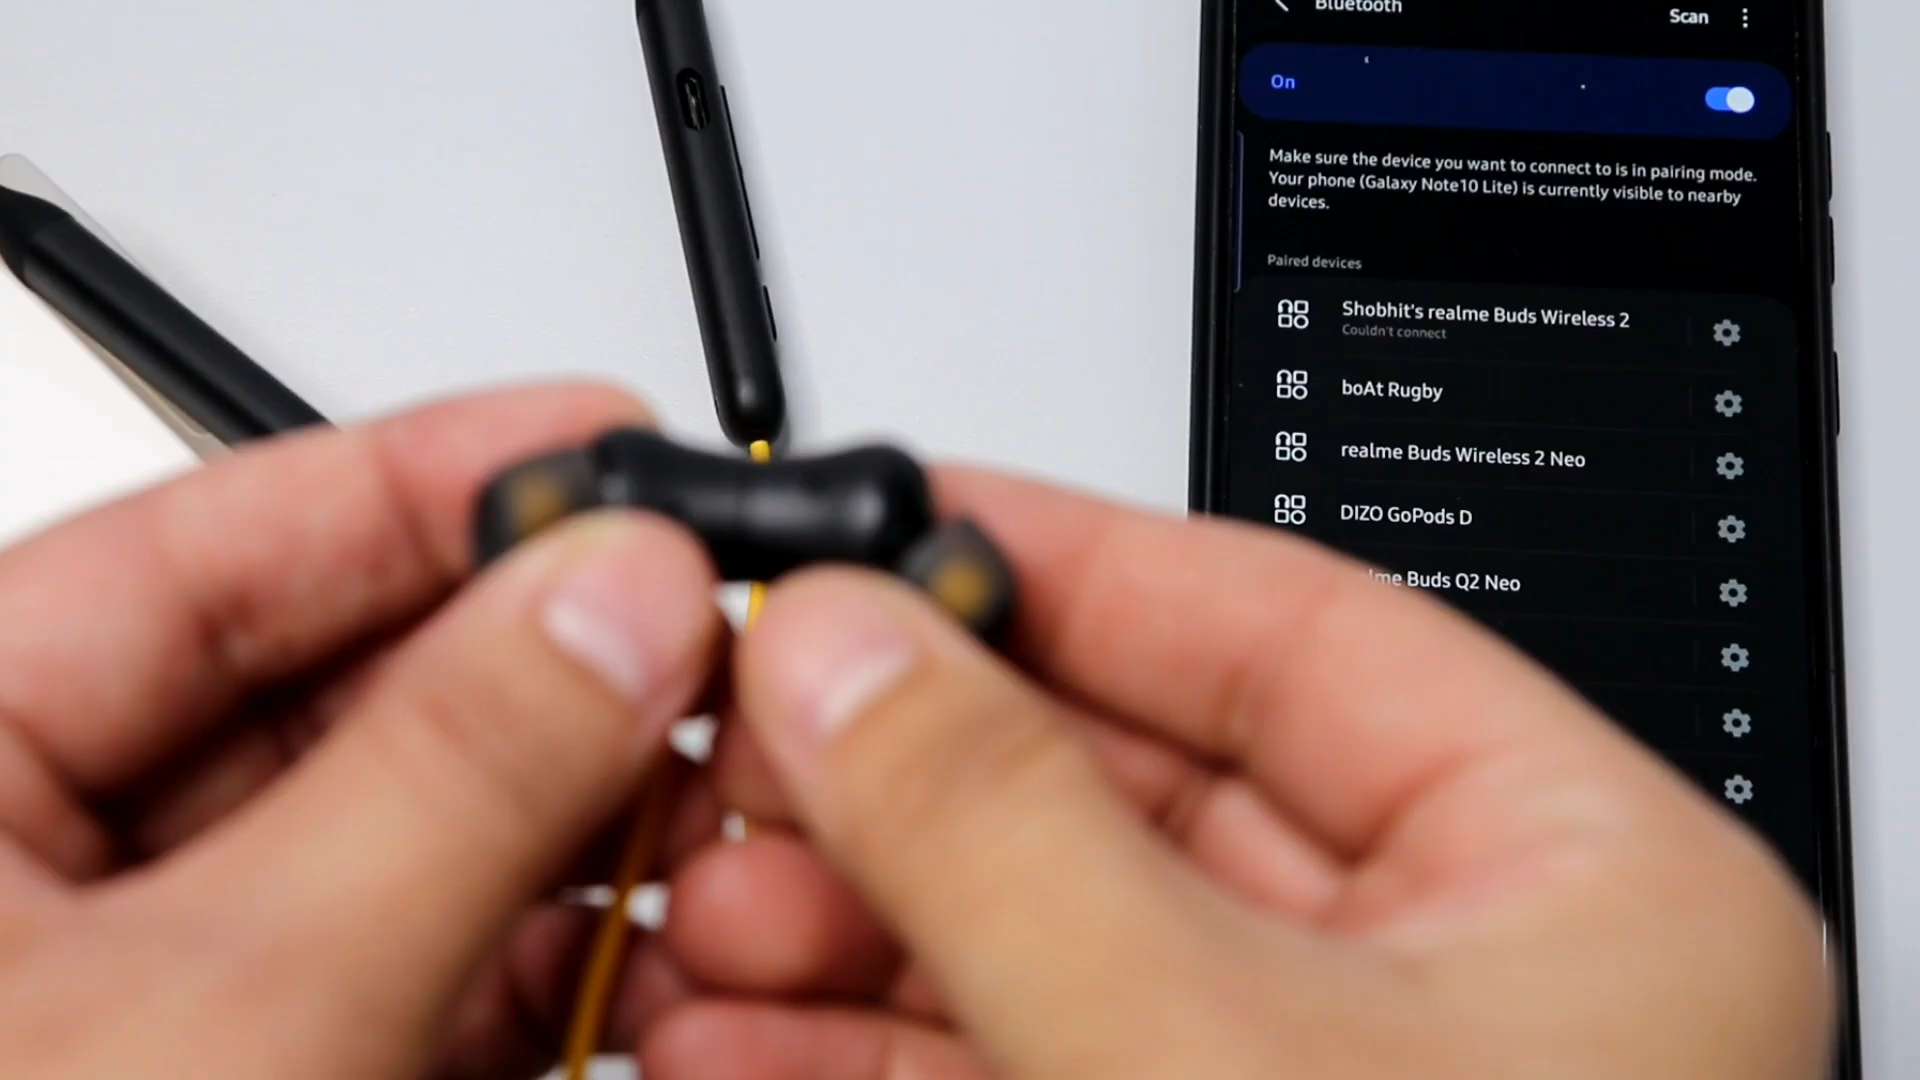 Bluetooth
Scan
On
Make sure the device you want to connect to is in pairing mode.
Your phone (Galaxy Note10 Lite) is currently visible to nearby
devices.
Paired devices
Shobhit's realme Buds Wireless 2
Couldn't connect
boAt Rugby
realme Buds Wireless 2 Neo
DIZO GoPods D
Buds Q2 Neo